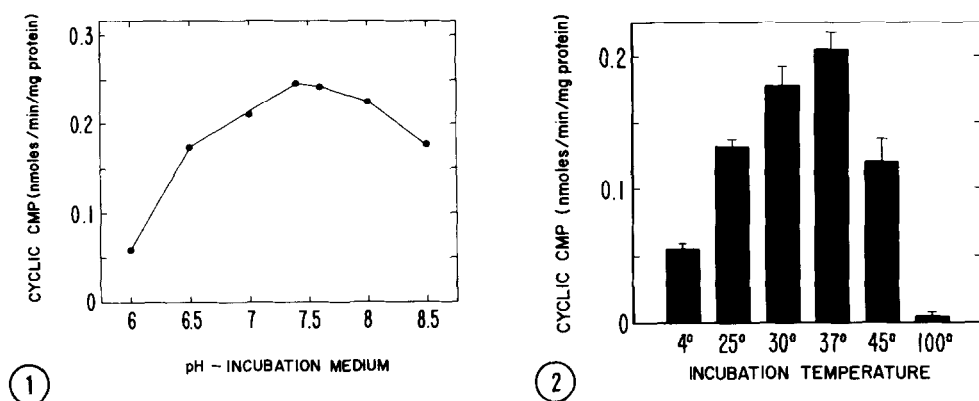 CYCLIC CMP (nmoles/min/mg protein)
0.3
0.2
0.1
0
6 6.5 7 7.5 8 8.5
pH – INCUBATION MEDIUM
1
CYCLIC CMP (nmoles/min/mg protein)
0.2
0.1
0
4° 25° 30° 37° 45° 100°
INCUBATION TEMPERATURE
2